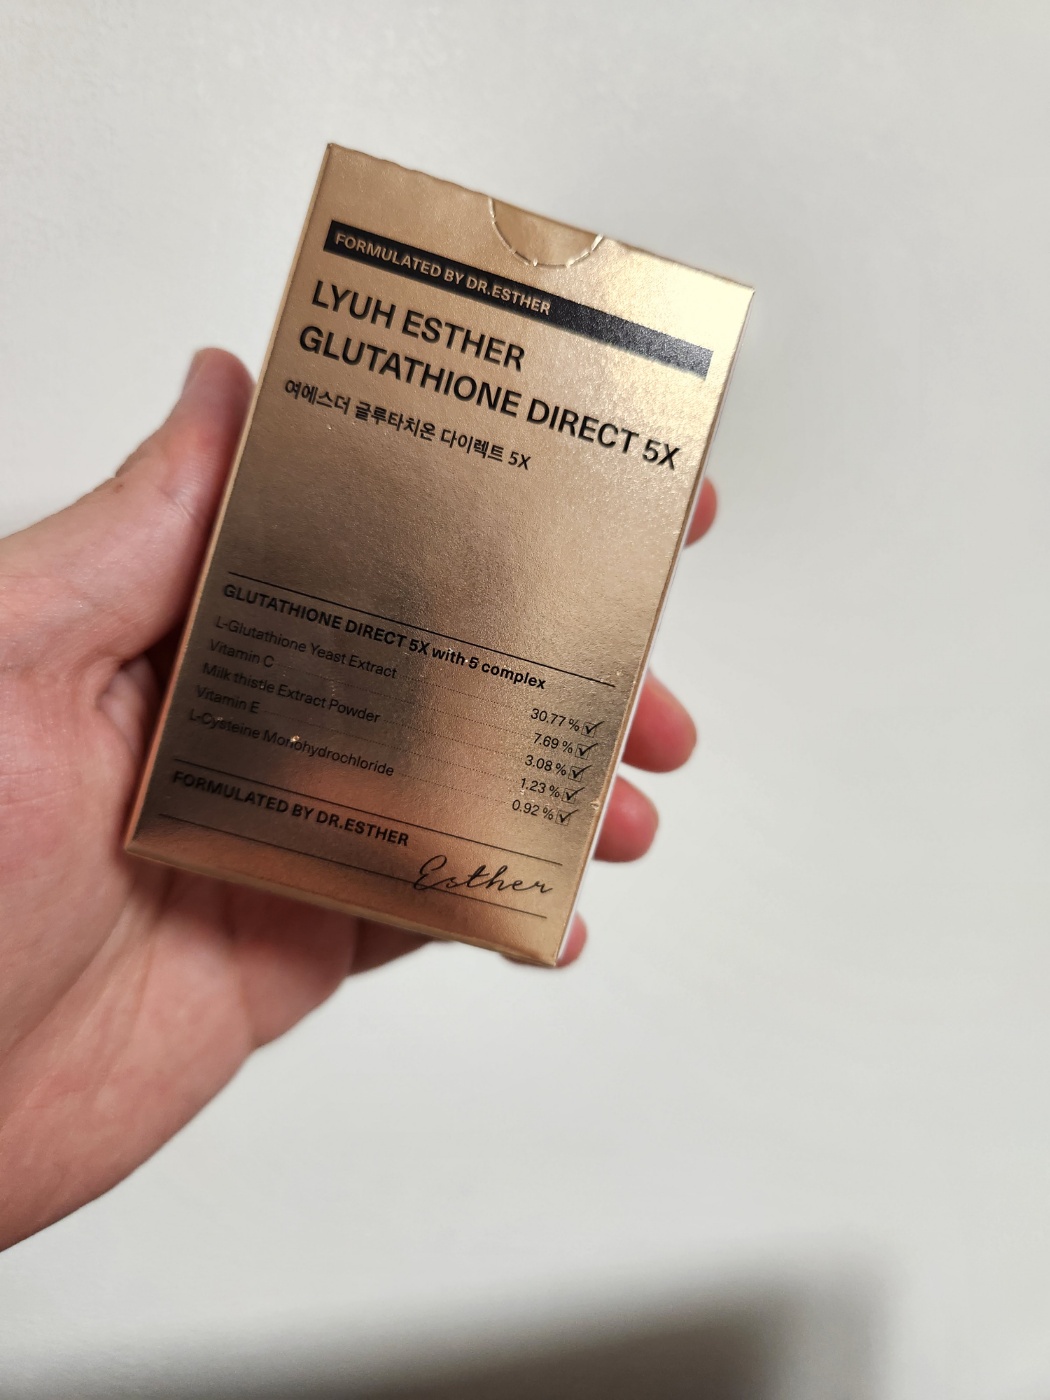 FORMULATED BY DR.ESTHER
LYUH ESTHER
GLUTATHIONE DIRECT 5X
여에스더 글루타치온 다이렉트 5X
GLUTATHIONE DIRECT 5X with 5 complex
L-Glutathione Yeast Extract 30.77 %
Vitamin C 7.69 %
Milk thistle Extract Powder 3.08 %
Vitamin E 1.23 %
L-Cysteine Monohydrochloride 0.92 %
FORMULATED BY DR.ESTHER
Esther